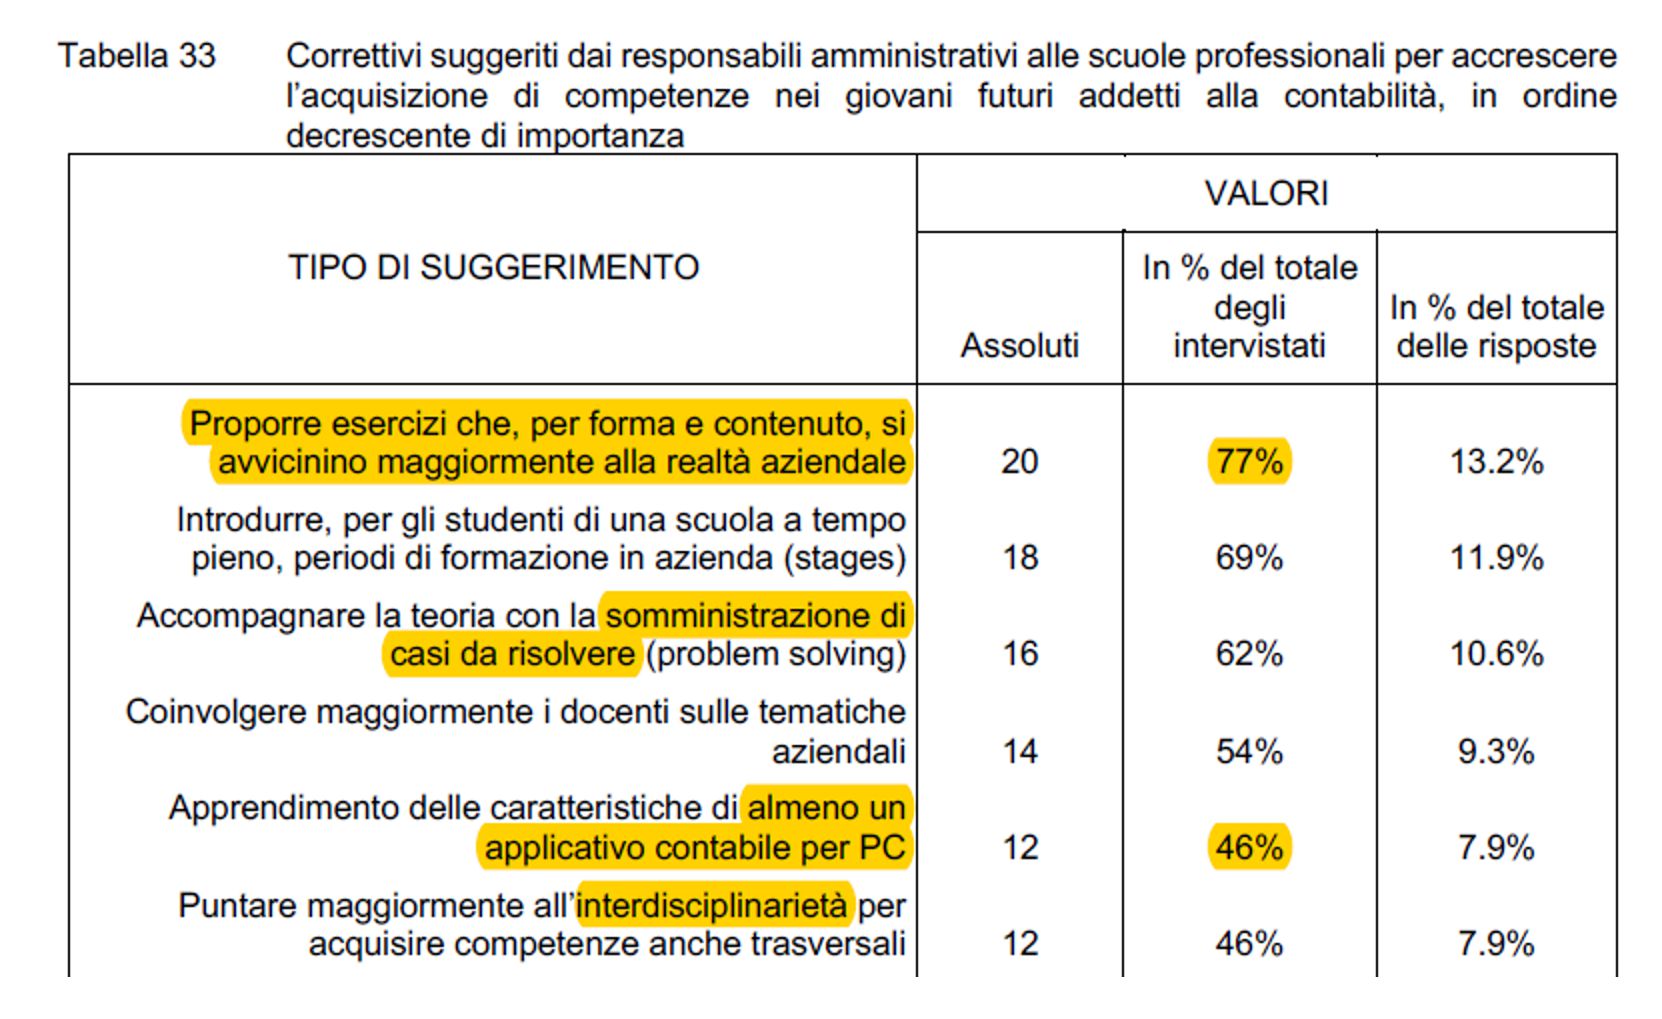 Tabella 33 Correttivi suggeriti dai responsabili amministrativi alle scuole professionali per accrescere
l'acquisizione di competenze nei giovani futuri addetti alla contabilità, in ordine
decrescente di importanza
VALORI
TIPO DI SUGGERIMENTO
Assoluti
In % del totale
degli
intervistati
In % del totale
delle risposte
Proporre esercizi che, per forma e contenuto, si
avvicinino maggiormente alla realtà aziendale 20 77% 13.2%
Introdurre, per gli studenti di una scuola a tempo
pieno, periodi di formazione in azienda (stages) 18 69% 11.9%
Accompagnare la teoria con la somministrazione di
casi da risolvere (problem solving) 16 62% 10.6%
Coinvolgere maggiormente i docenti sulle tematiche
aziendali 14 54% 9.3%
Apprendimento delle caratteristiche di almeno un
applicativo contabile per PC 12 46% 7.9%
Puntare maggiormente all'interdisciplinarietà per
acquisire competenze anche trasversali 12 46% 7.9%